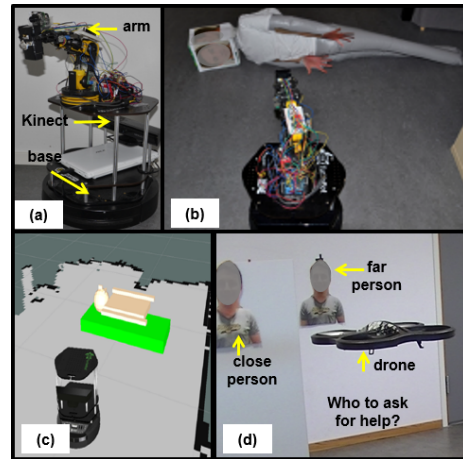 arm
Kinect
base
(a)
(b)
far
person
close
person
drone
Who to ask
for help?
(c)
(d)